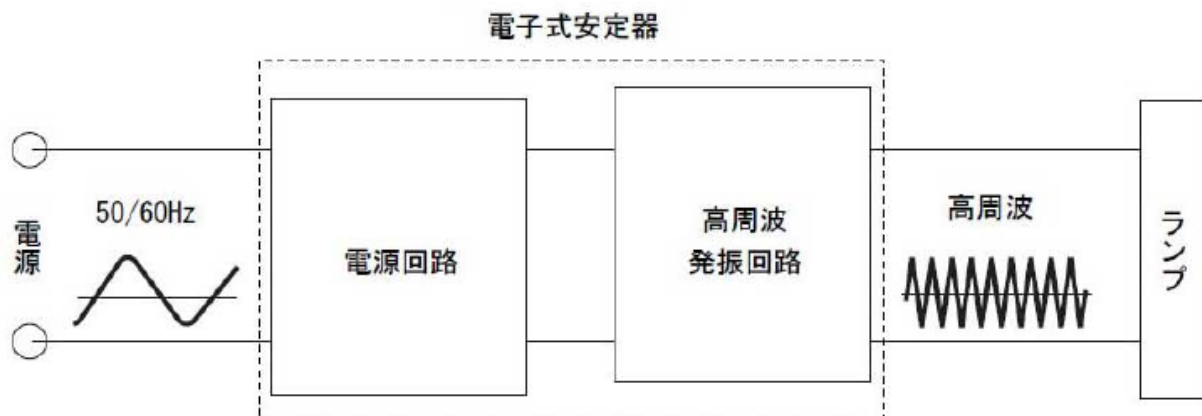 電子式安定器
電源
50/60Hz
電源回路
高周波
発振回路
高周波
ランプ